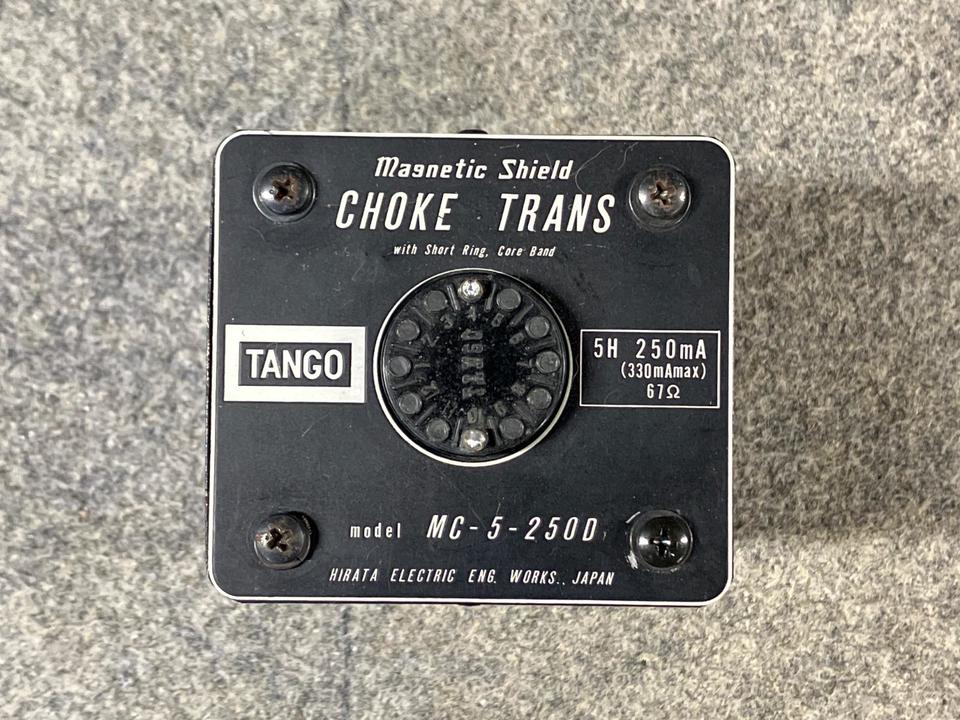 Magnetic Shield
CHOKE TRANS
with Short Ring, Core Band
TANGO
TANGO
5H 250mA
(330mAmax)
67Ω
model MC-5-250D
HIRATA ELECTRIC ENG. WORKS., JAPAN